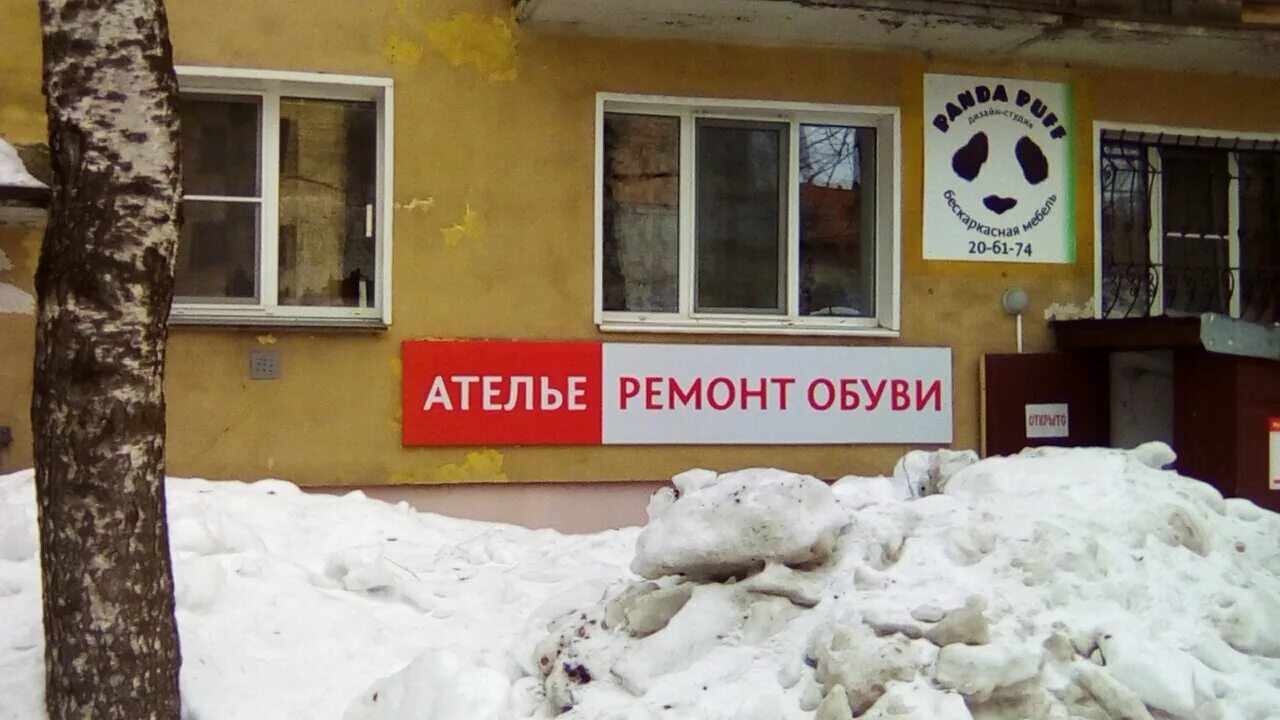 PANDA PUFF
дизайн-студия
бескаркасная мебель
20-61-74
АТЕЛЬЕ РЕМОНТ ОБУВИ
ОТКРЫТО